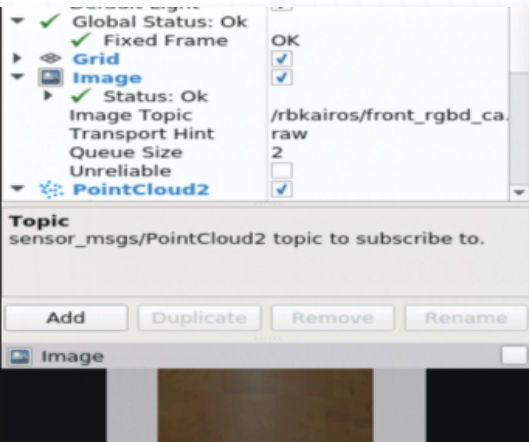 Global Status: Ok
Fixed Frame OK
Grid
Image
Status: Ok
Image Topic /rbkairos/front_rgbd_ca.
Transport Hint raw
Queue Size 2
Unreliable
PointCloud2
Topic
sensor_msgs/PointCloud2 topic to subscribe to.
Add Duplicate Remove Rename
Image